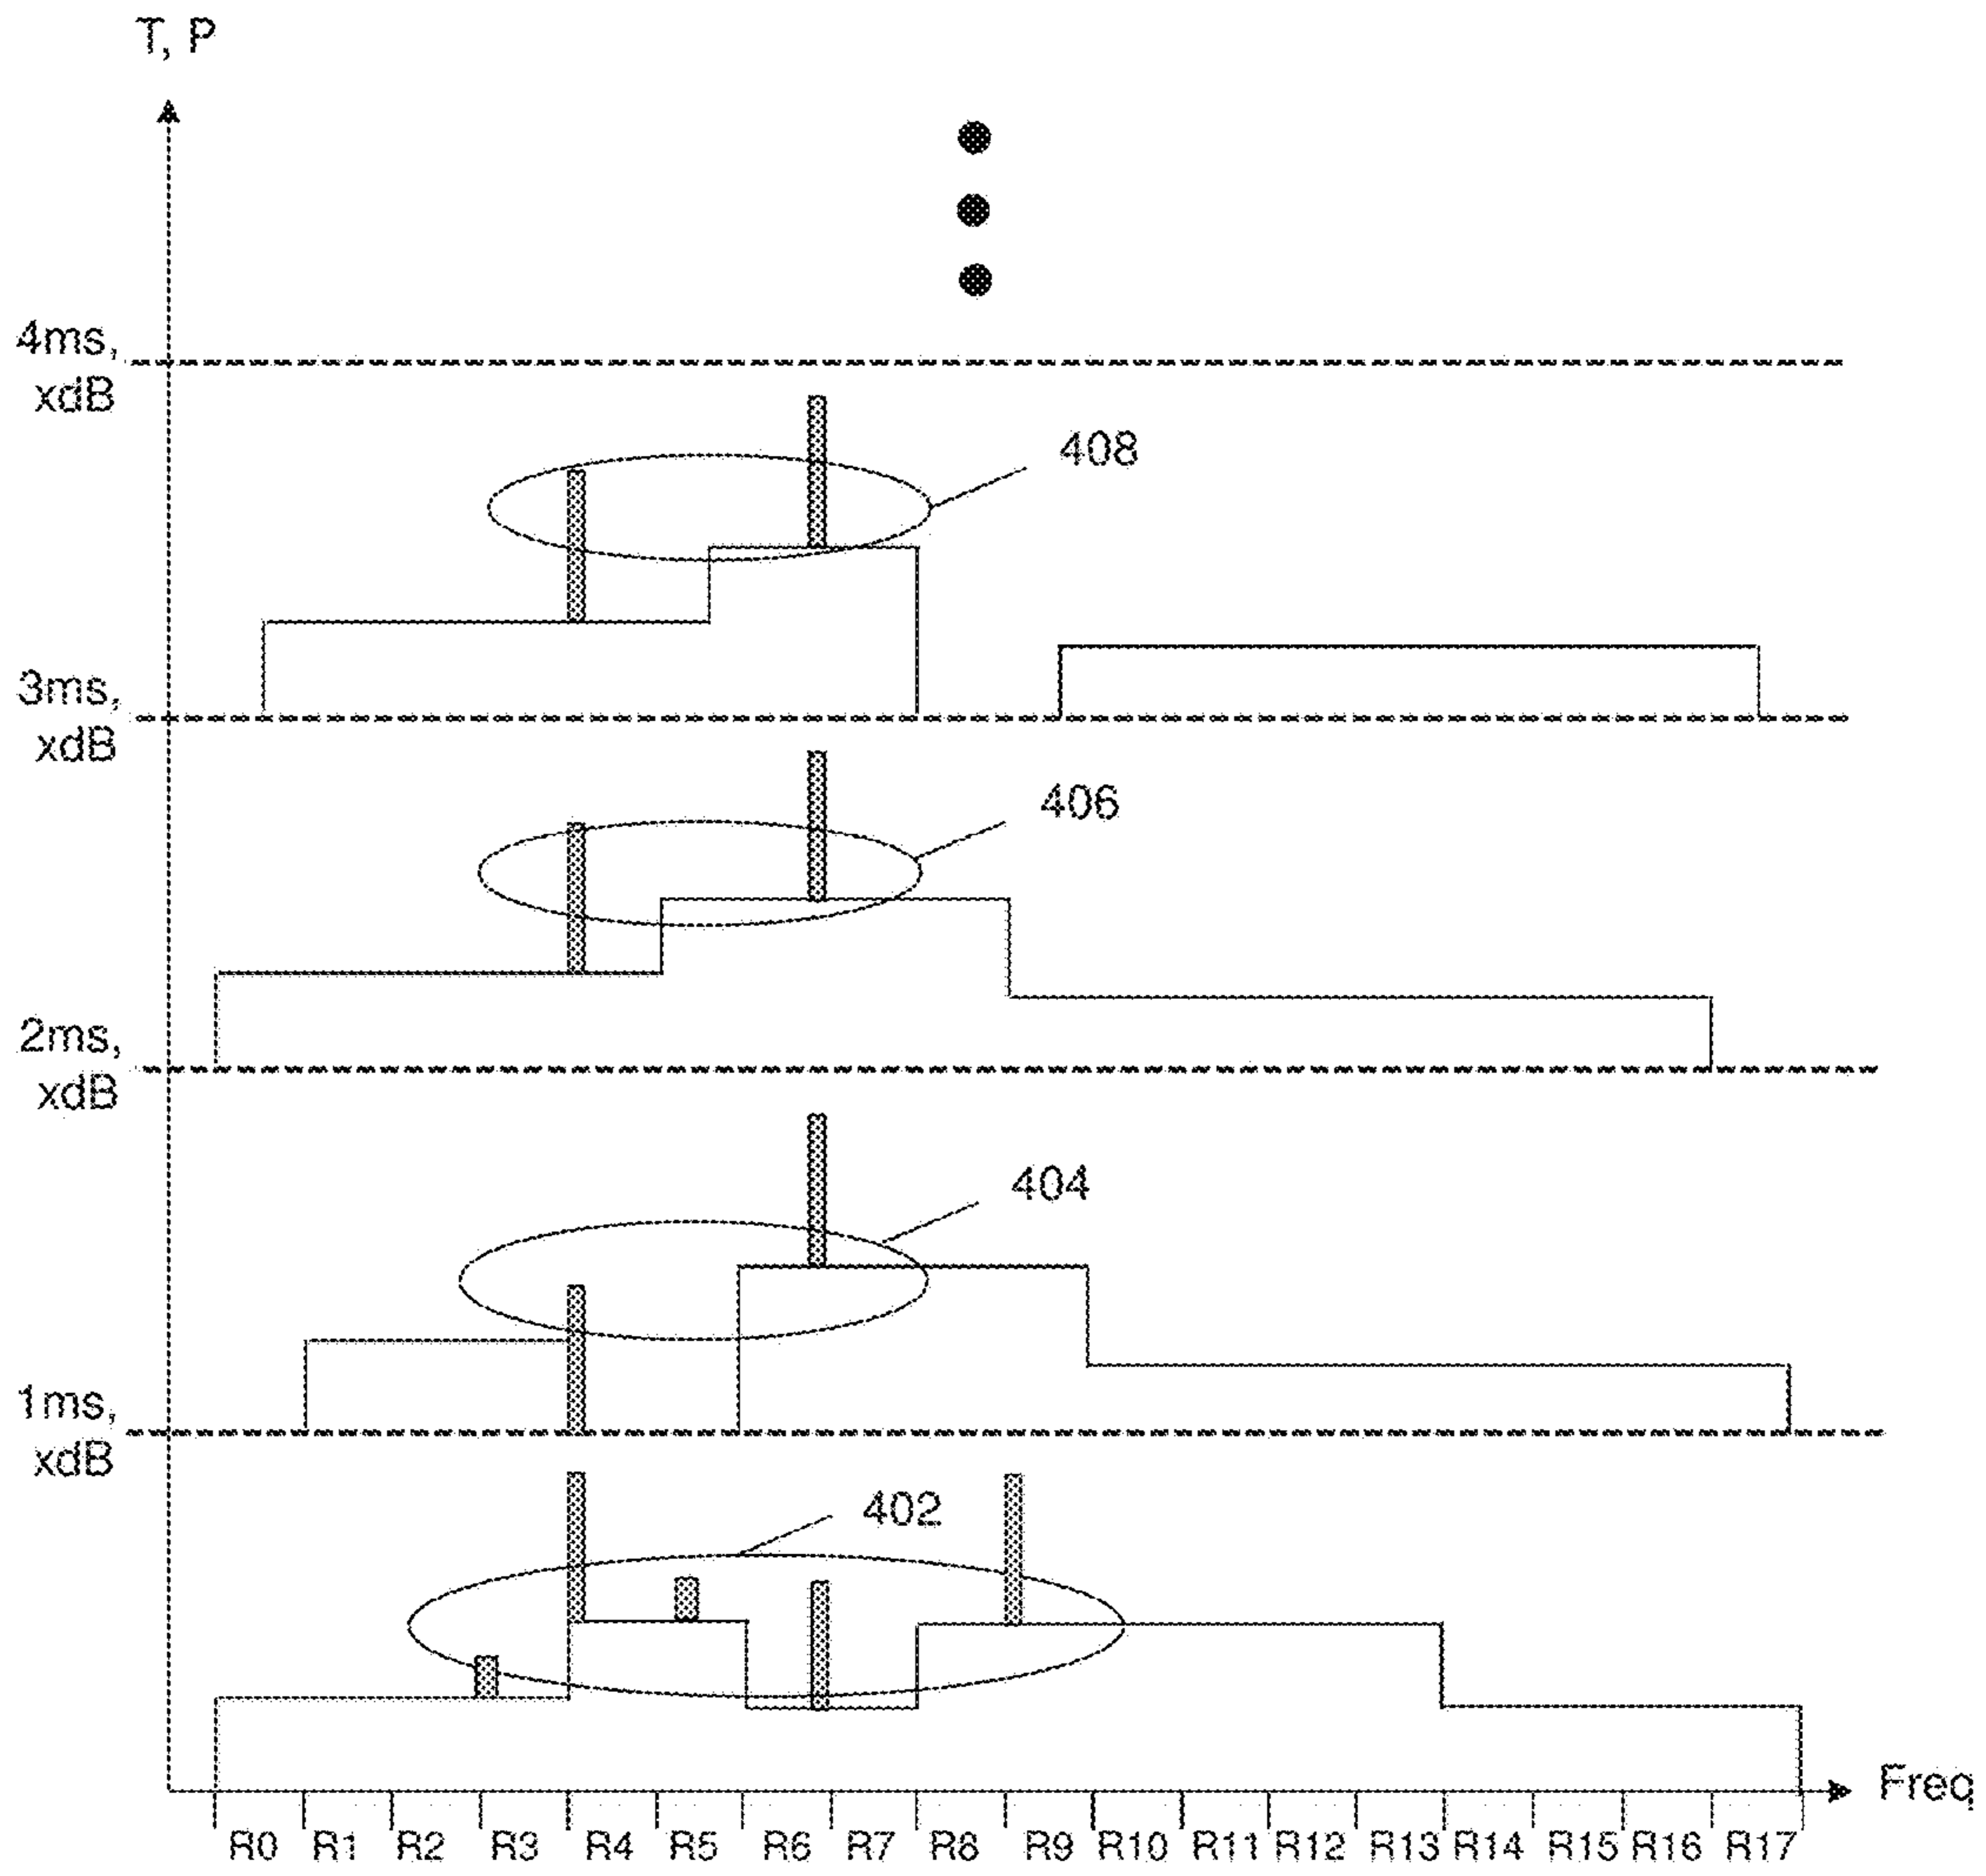 T, P
4ms,
xdB
408
3ms,
xdB
406
2ms,
xdB
404
1ms,
xdB
402
Freq
R0 R1 R2 R3 R4 R5 R6 R7 R8 R9 R10 R11 R12 R13 R14 R15 R16 R17